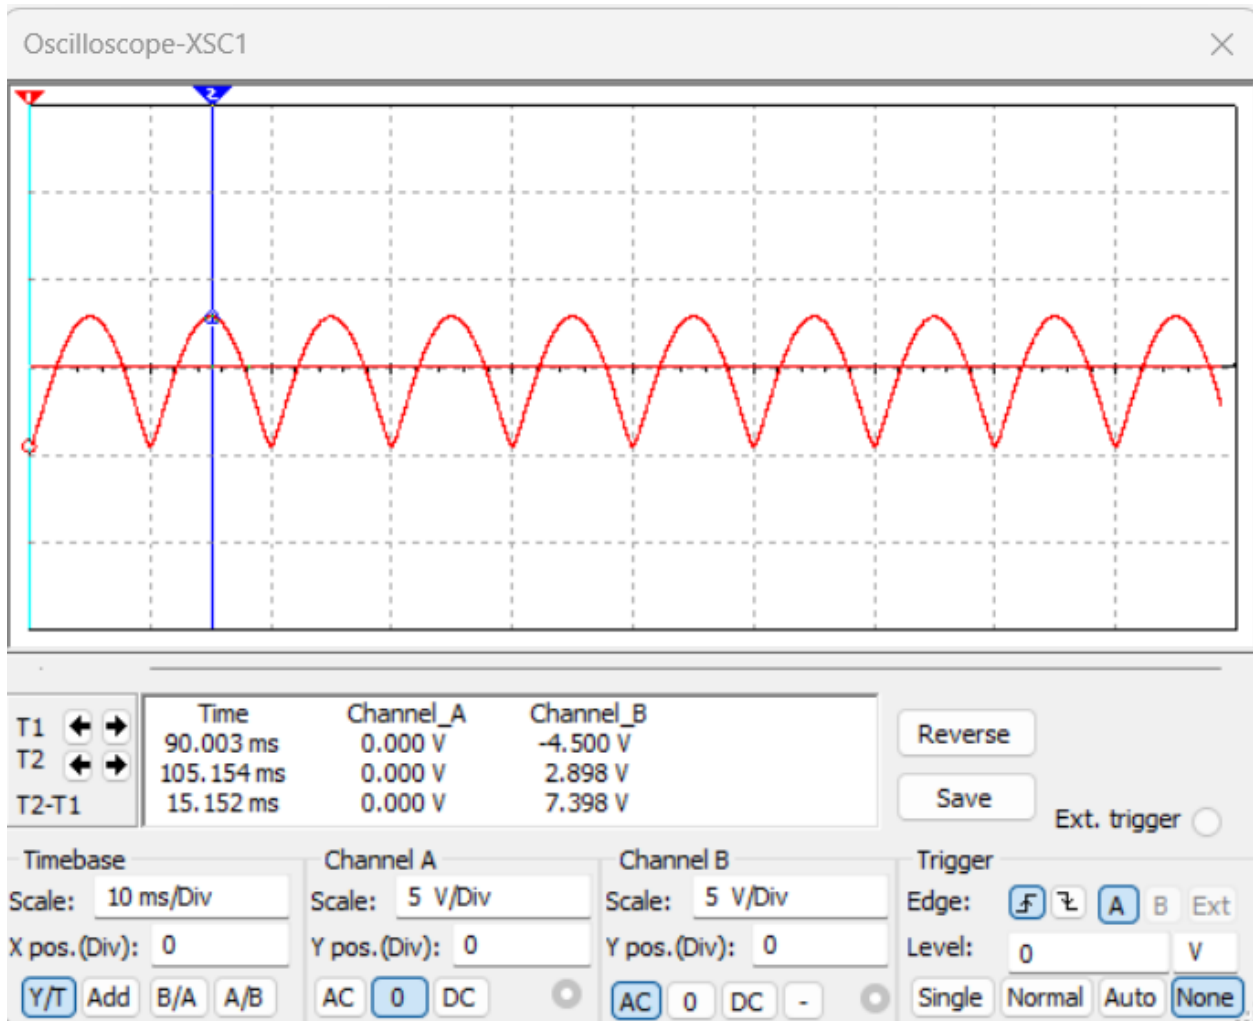 Oscilloscope-XSC1
1 2
Time Channel_A Channel_B
T1 90.003 ms 0.000 V -4.500 V
T2 105.154 ms 0.000 V 2.898 V
T2-T1 15.152 ms 0.000 V 7.398 V
Reverse
Save
Ext. trigger
Timebase
Scale: 10 ms/Div
X pos.(Div): 0
Y/T Add B/A A/B
Channel A
Scale: 5 V/Div
Y pos.(Div): 0
AC 0 DC
Channel B
Scale: 5 V/Div
Y pos.(Div): 0
AC 0 DC -
Trigger
Edge: A B Ext
Level: 0 V
Single Normal Auto None